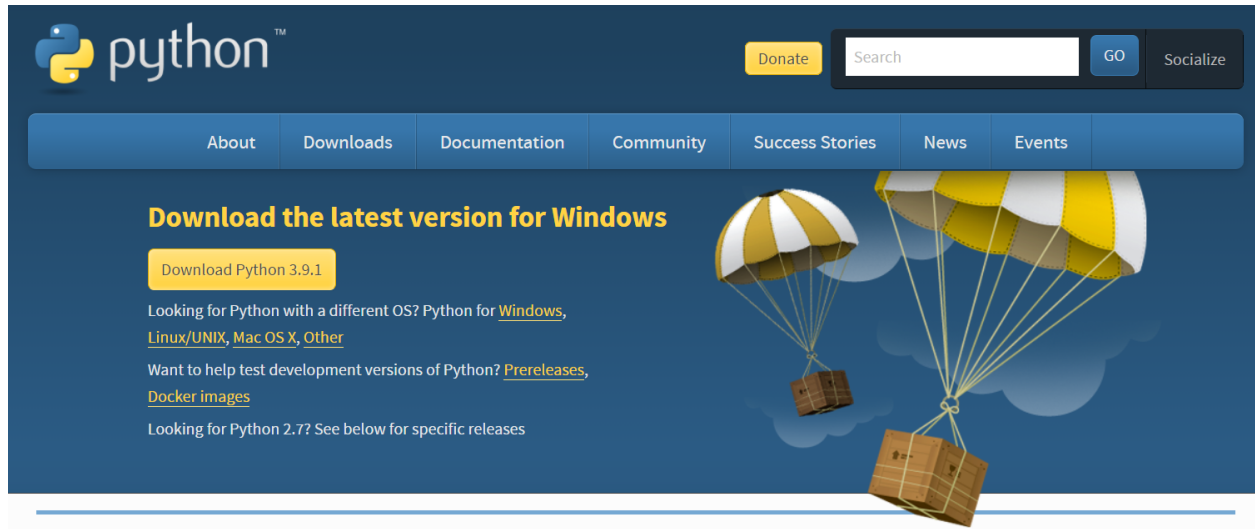 python™
Donate
Search
GO
Socialize
About
Downloads
Documentation
Community
Success Stories
News
Events
Download the latest version for Windows
Download Python 3.9.1
Looking for Python with a different OS? Python for Windows,
Linux/UNIX, Mac OS X, Other
Want to help test development versions of Python? Prereleases,
Docker images
Looking for Python 2.7? See below for specific releases